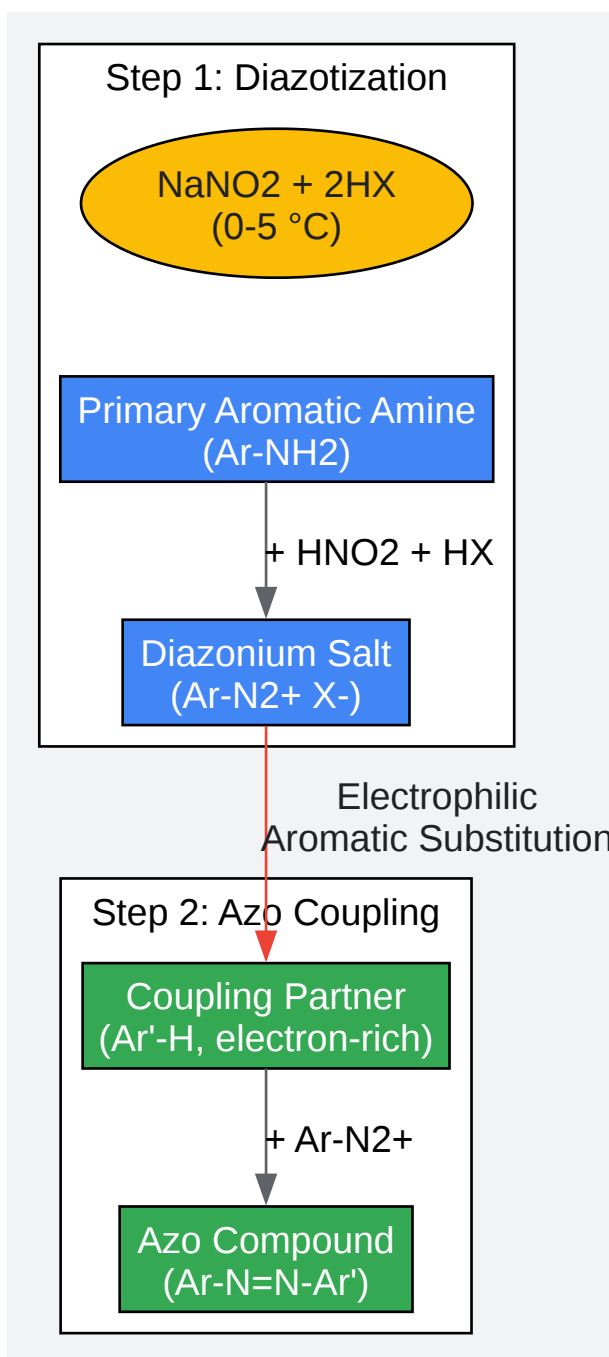 Step 1: Diazotization
NaNO2 + 2HX
(0-5 °C)
Primary Aromatic Amine
(Ar-NH2)
+ HNO2 + HX
Diazonium Salt
(Ar-N2+ X-)
Electrophilic
Aromatic Substitution
Step 2: Azo Coupling
Coupling Partner
(Ar'-H, electron-rich)
+ Ar-N2+
Azo Compound
(Ar-N=N-Ar')